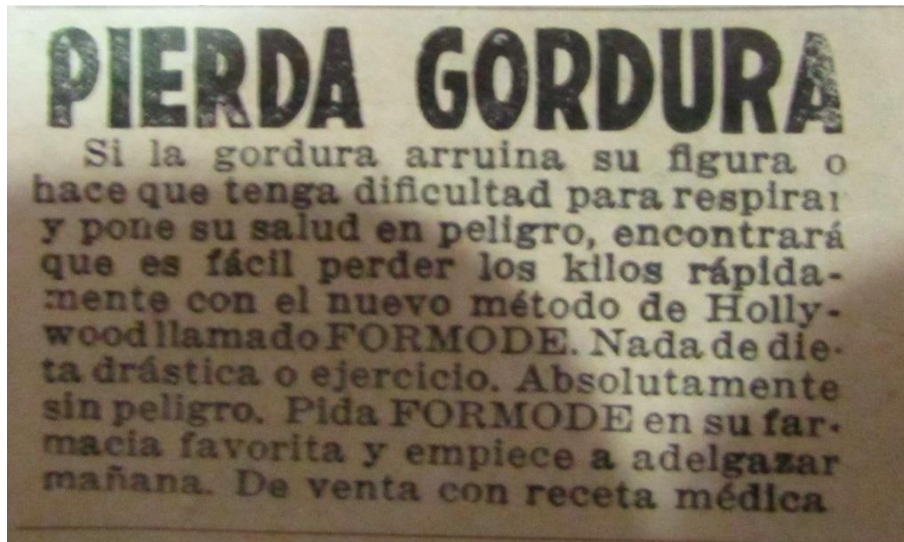 PIERDA GORDURA
Si la gordura arruina su figura o
hace que tenga dificultad para respirar
y pone su salud en peligro, encontrará
que es fácil perder los kilos rápida-
mente con el nuevo método de Holly-
wood llamado FORMODE. Nada de die-
ta drástica o ejercicio. Absolutamente
sin peligro. Pida FORMODE en su far-
macia favorita y empiece a adelgazar
mañana. De venta con receta médica